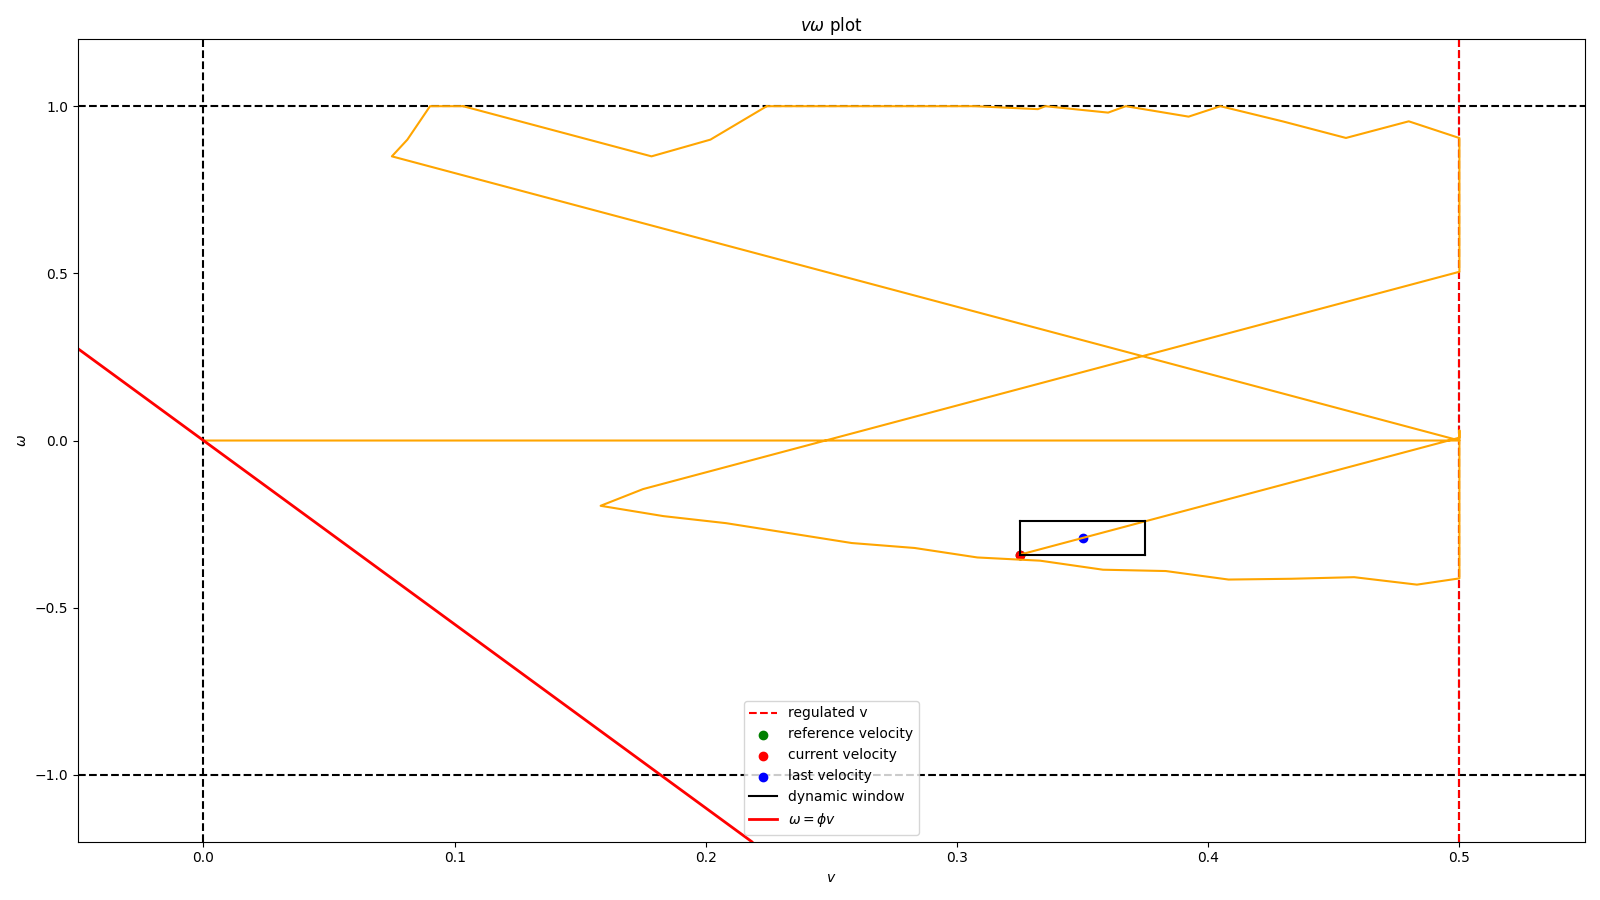 vω plot
1.0
0.5
0.0
−0.5
−1.0
ω
0.0 0.1 0.2 0.3 0.4 0.5
v
regulated v
reference velocity
current velocity
last velocity
dynamic window
ω = ϕv